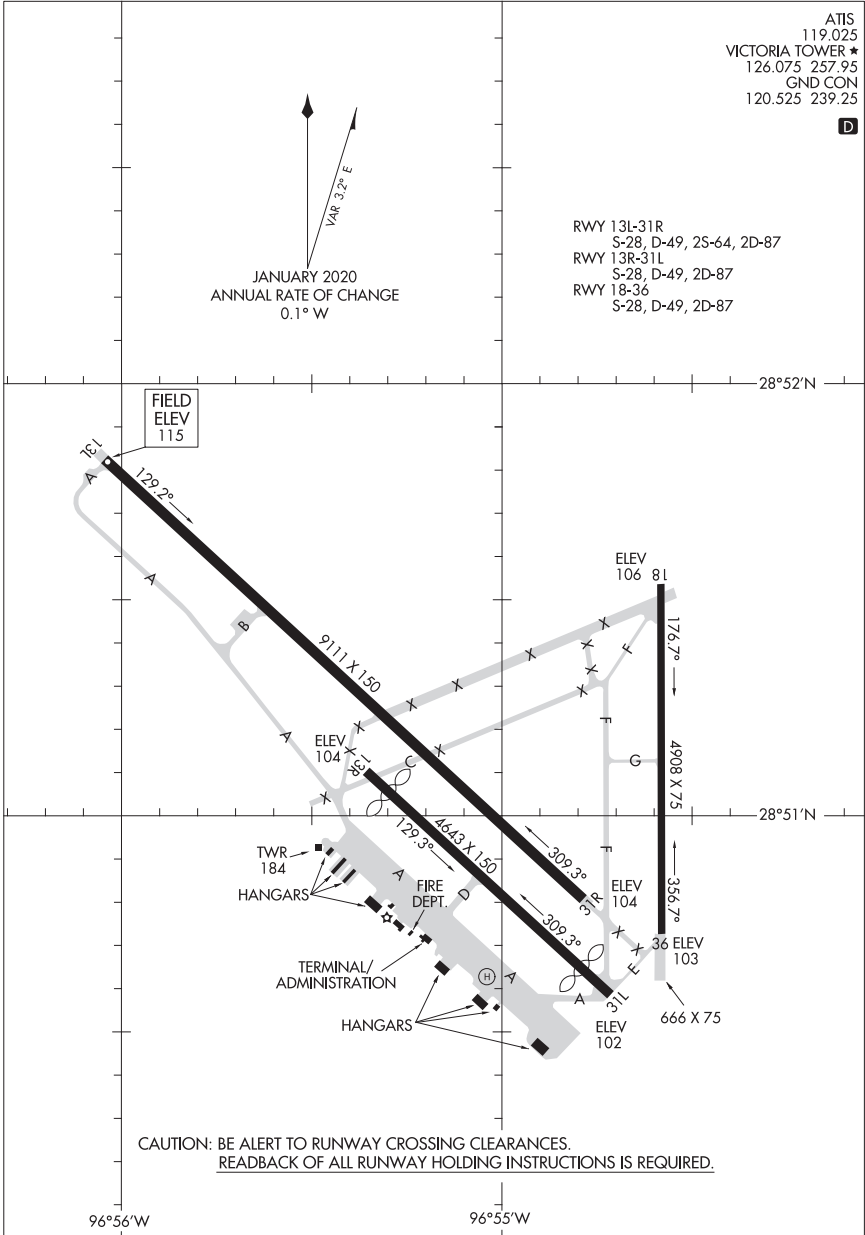 ATIS
119.025
VICTORIA TOWER ★
126.075 257.95
GND CON
120.525 239.25
D
VAR 3.2° E
JANUARY 2020
ANNUAL RATE OF CHANGE
0.1° W
RWY 13L-31R
S-28, D-49, 2S-64, 2D-87
RWY 13R-31L
S-28, D-49, 2D-87
RWY 18-36
S-28, D-49, 2D-87
28°52'N
FIELD
ELEV
115
13L
A
129.2°
A
B
9111 X 150
A
ELEV
106
18
176.7°
X
X
F
X
X
X
X
X
X
F
X
X
G
4908 X 75
ELEV
104
X
13R
C
X
28°51'N
129.3°
4643 X 150
309.3°
F
356.7°
TWR
184
HANGARS
A
FIRE
DEPT.
D
31R
ELEV
104
309.3°
X
X
36
ELEV
103
TERMINAL/
ADMINISTRATION
H
A
A
E
31L
666 X 75
HANGARS
ELEV
102
CAUTION: BE ALERT TO RUNWAY CROSSING CLEARANCES.
READBACK OF ALL RUNWAY HOLDING INSTRUCTIONS IS REQUIRED.
96°56'W
96°55'W